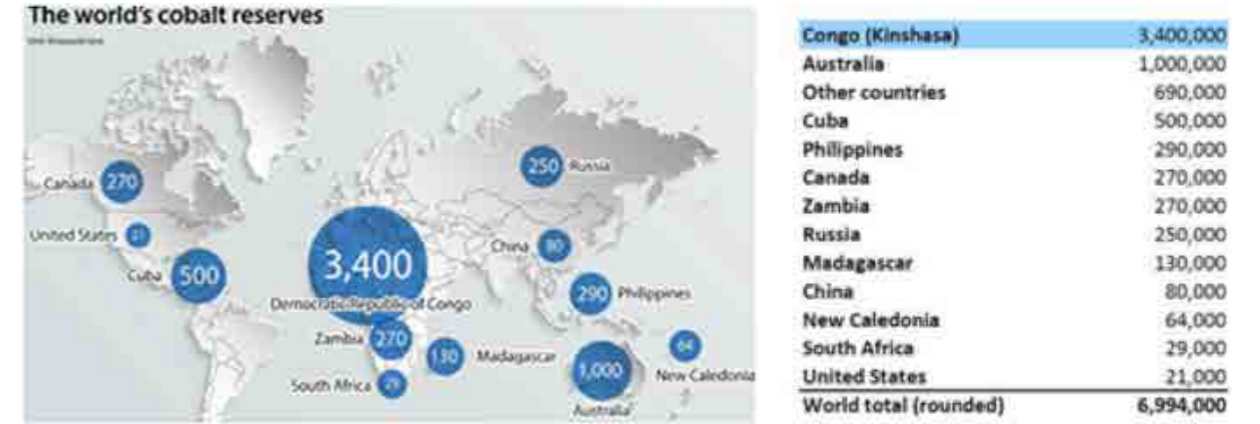 The world's cobalt reserves
Canada 270
250 Russia
United States 21
Cuba 500
3,400
Democratic Republic of Congo
China 80
290 Philippines
Zambia 270
130 Madagascar
South Africa 29
1,000
Australia
64
New Caledonia
Congo (Kinshasa) 3,400,000
Australia 1,000,000
Other countries 690,000
Cuba 500,000
Philippines 290,000
Canada 270,000
Zambia 270,000
Russia 250,000
Madagascar 130,000
China 80,000
New Caledonia 64,000
South Africa 29,000
United States 21,000
World total (rounded) 6,994,000